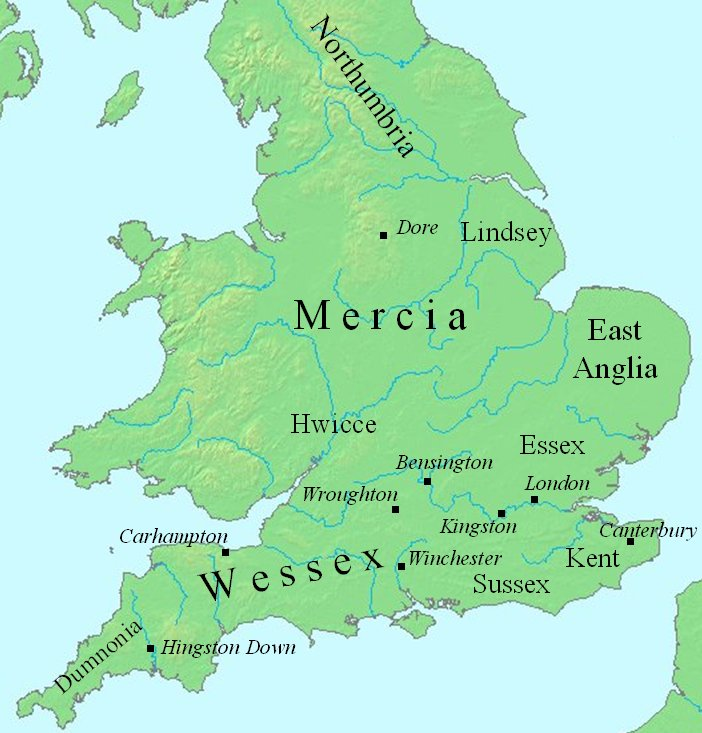 Northumbria
Dore
Lindsey
Mercia
East
Anglia
Hwicce
Essex
Bensington
London
Wroughton
Kingston
Canterbury
Carhampton
Winchester
Kent
Wessex
Sussex
Dumnonia
Hingston Down